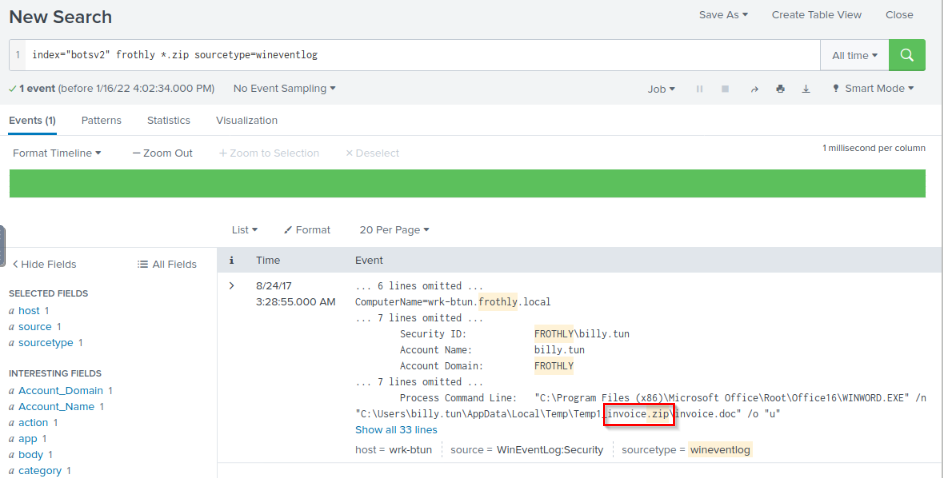 New Search
Save As ▾ Create Table View Close
1 index="botsv2" frothly *.zip sourcetype=wineventlog
All time ▾
✓ 1 event (before 1/16/22 4:02:34.000 PM) No Event Sampling ▾
Job ▾ Smart Mode ▾
Events (1) Patterns Statistics Visualization
Format Timeline ▾ — Zoom Out + Zoom to Selection × Deselect
1 millisecond per column
List ▾ Format 20 Per Page ▾
< Hide Fields All Fields
i Time Event
SELECTED FIELDS
a host 1
a source 1
a sourcetype 1
INTERESTING FIELDS
a Account_Domain 1
a Account_Name 1
a action 1
a app 1
a body 1
a category 1
> 8/24/17
3:28:55.000 AM
... 6 lines omitted ...
ComputerName=wrk-btun.frothly.local
... 7 lines omitted ...
Security ID: FROTHLY\billy.tun
Account Name: billy.tun
Account Domain: FROTHLY
... 7 lines omitted ...
Process Command Line: "C:\Program Files (x86)\Microsoft Office\Root\Office16\WINWORD.EXE" /n
"C:\Users\billy.tun\AppData\Local\Temp\Temp1_invoice.zip\invoice.doc" /o "u"
Show all 33 lines
host = wrk-btun source = WinEventLog:Security sourcetype = wineventlog